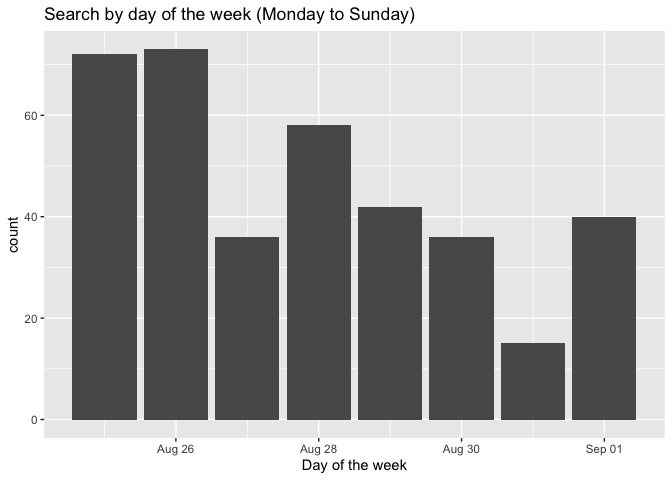 Search by day of the week (Monday to Sunday)
60
40
20
0
count
Aug 26 Aug 28 Aug 30 Sep 01
Day of the week